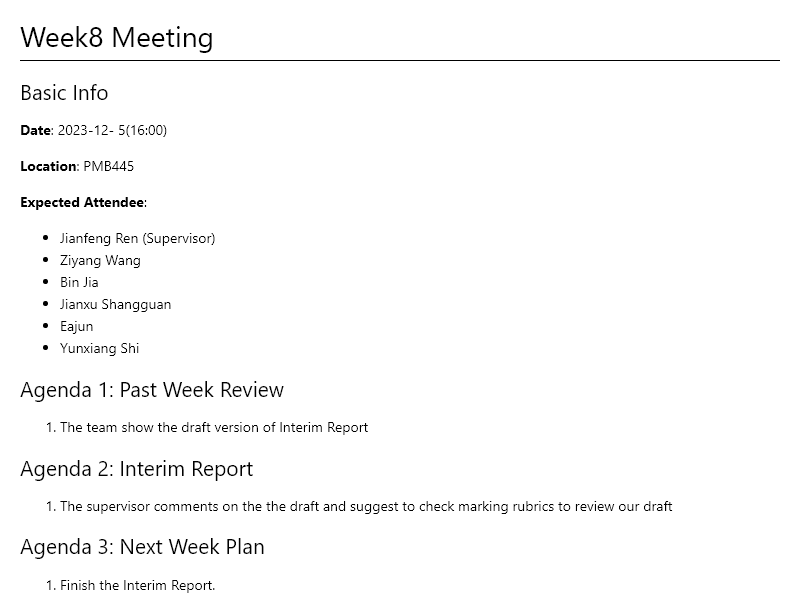 Week8 Meeting
Basic Info
Date: 2023-12- 5(16:00)
Location: PMB445
Expected Attendee:
• Jianfeng Ren (Supervisor)
• Ziyang Wang
• Bin Jia
• Jianxu Shangguan
• Eajun
• Yunxiang Shi
Agenda 1: Past Week Review
1. The team show the draft version of Interim Report
Agenda 2: Interim Report
1. The supervisor comments on the the draft and suggest to check marking rubrics to review our draft
Agenda 3: Next Week Plan
1. Finish the Interim Report.